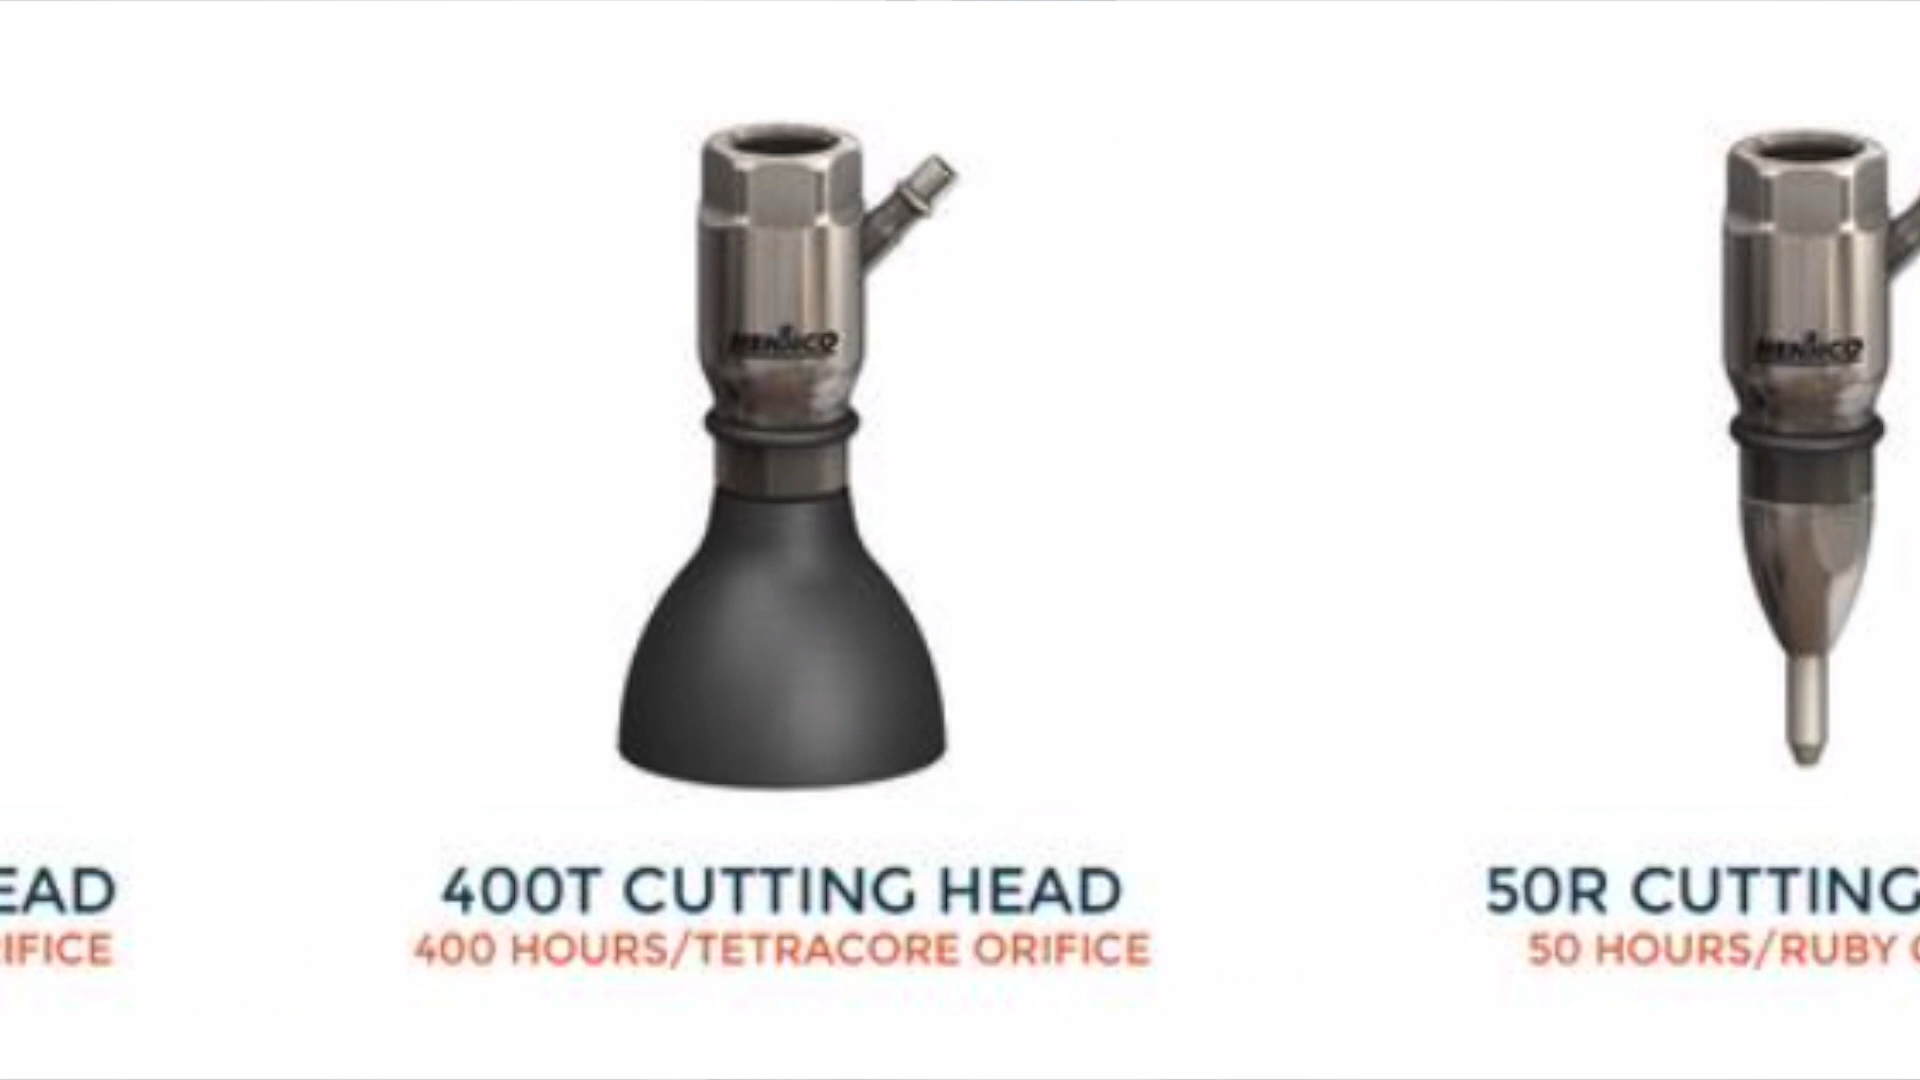 EAD
IFICE
400T CUTTING HEAD
400 HOURS/TETRACORE ORIFICE
50R CUTTING
50 HOURS/RUBY